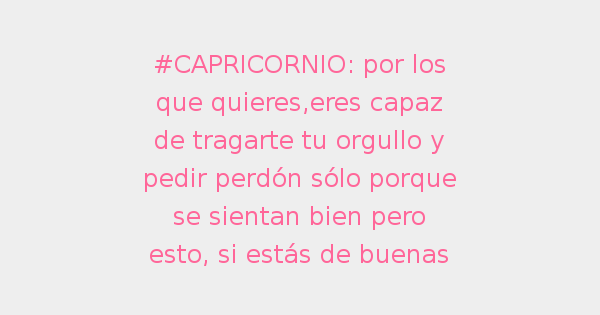 #CAPRICORNIO: por los
que quieres,eres capaz
de tragarte tu orgullo y
pedir perdón sólo porque
se sientan bien pero
esto, si estás de buenas